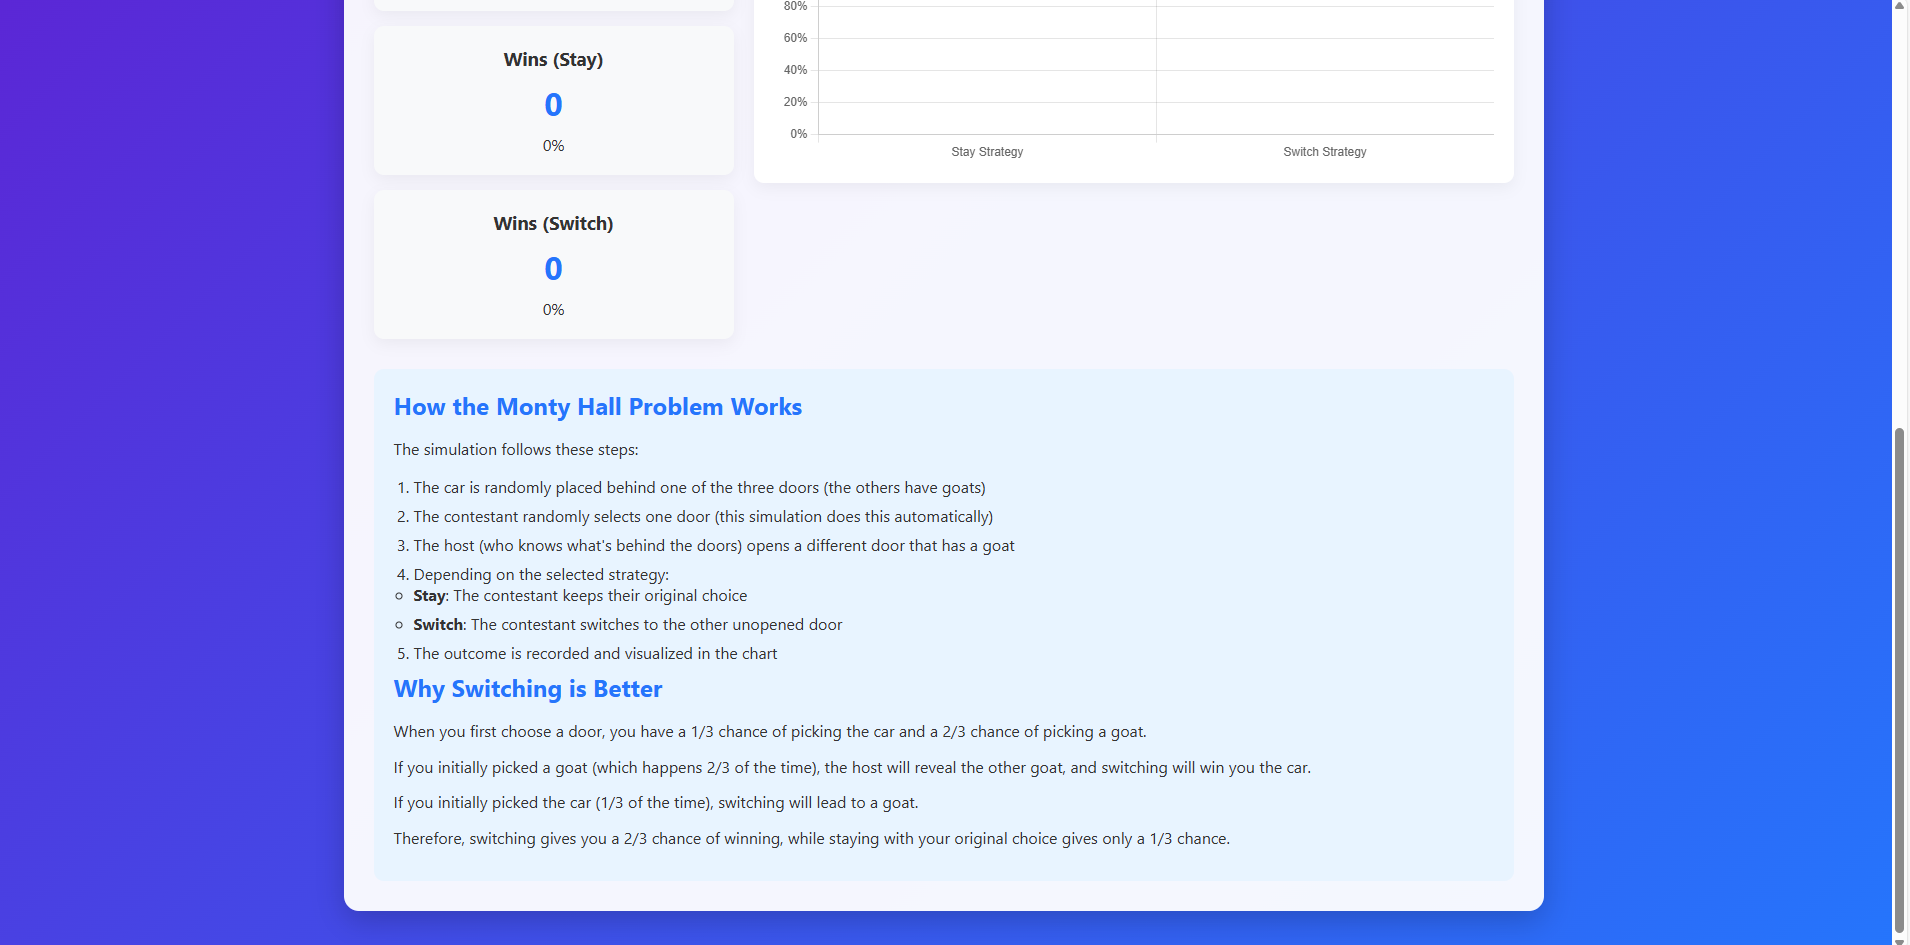 Wins (Stay)
0
0%
Wins (Switch)
0
0%
80%
60%
40%
20%
0%
Stay Strategy
Switch Strategy
How the Monty Hall Problem Works
The simulation follows these steps:
1. The car is randomly placed behind one of the three doors (the others have goats)
2. The contestant randomly selects one door (this simulation does this automatically)
3. The host (who knows what's behind the doors) opens a different door that has a goat
4. Depending on the selected strategy:
Stay: The contestant keeps their original choice
Switch: The contestant switches to the other unopened door
5. The outcome is recorded and visualized in the chart
Why Switching is Better
When you first choose a door, you have a 1/3 chance of picking the car and a 2/3 chance of picking a goat.
If you initially picked a goat (which happens 2/3 of the time), the host will reveal the other goat, and switching will win you the car.
If you initially picked the car (1/3 of the time), switching will lead to a goat.
Therefore, switching gives you a 2/3 chance of winning, while staying with your original choice gives only a 1/3 chance.